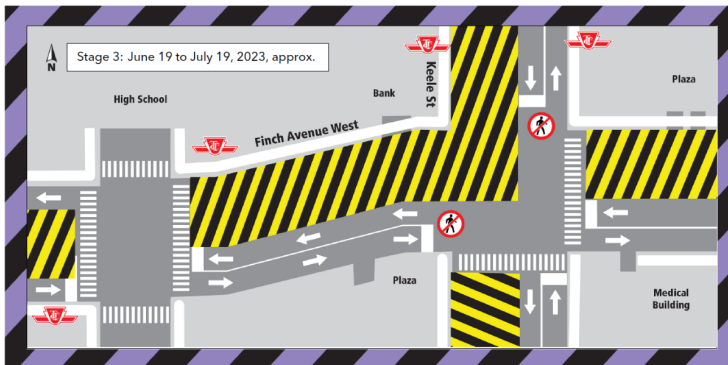 Stage 3: June 19 to July 19, 2023, approx.
N
High School
Bank
Keele St
Plaza
Finch Avenue West
Plaza
Medical
Building